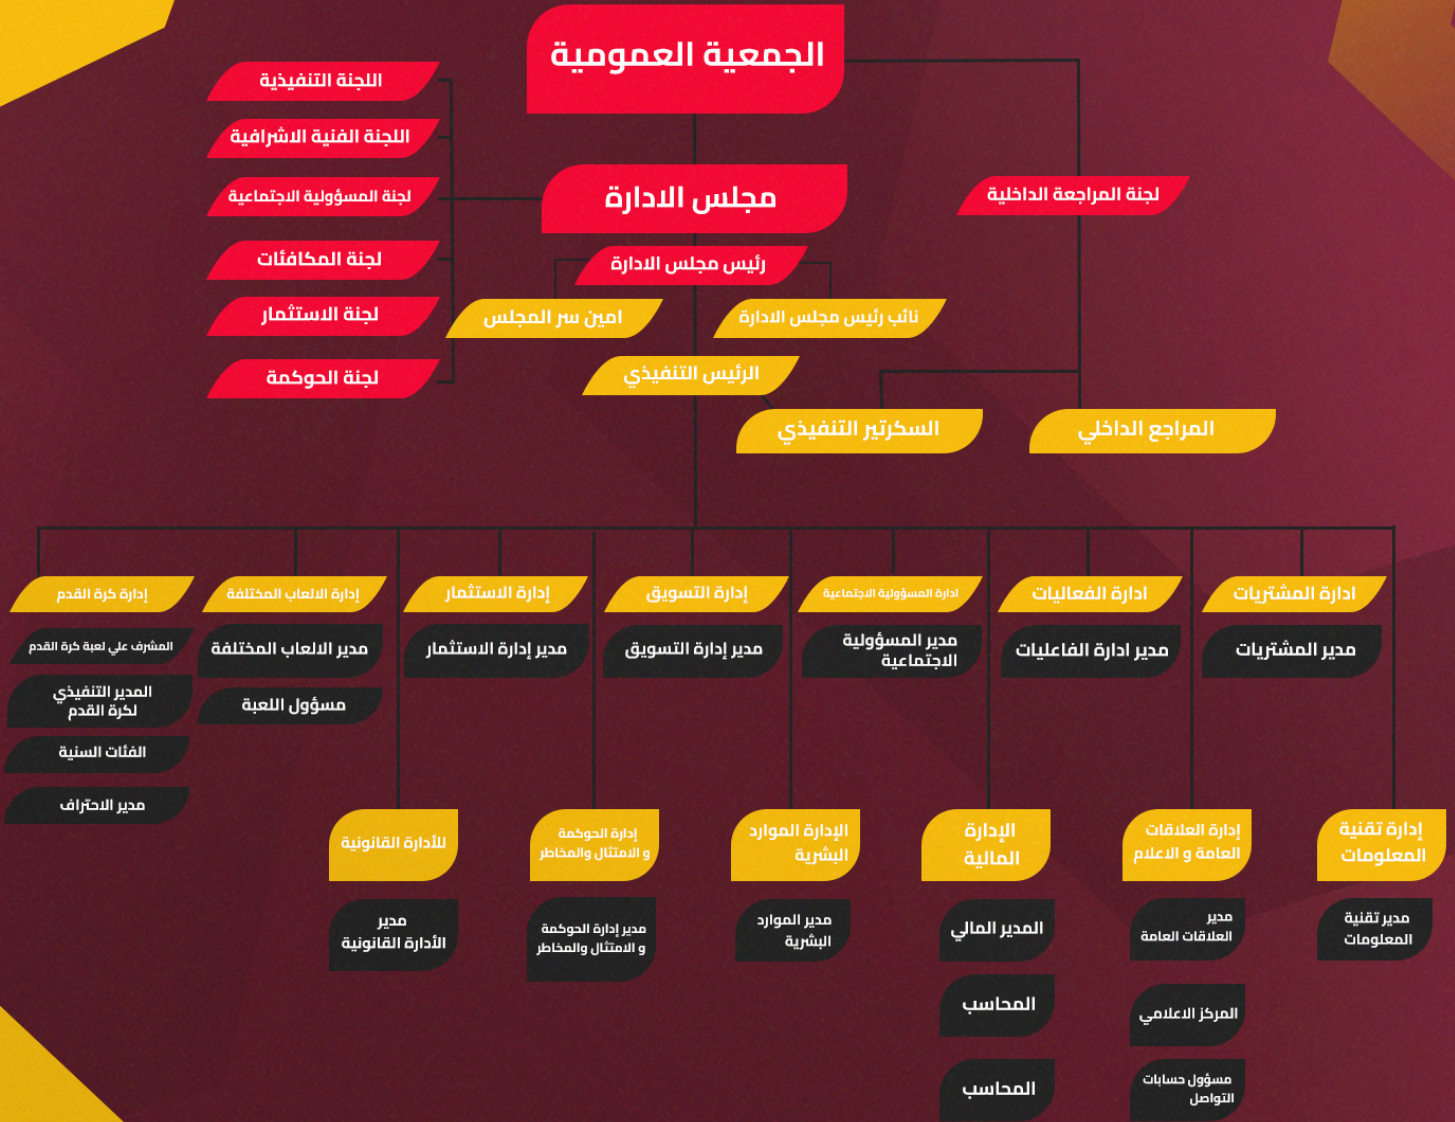 الجمعية العمومية
لجنة المراجعة الداخلية
مجلس الادارة
اللجنة التنفيذية
اللجنة الفنية الاشرافية
لجنة المسؤولية الاجتماعية
لجنة المكافئات
لجنة الاستثمار
لجنة الحوكمة
رئيس مجلس الادارة
نائب رئيس مجلس الادارة
امين سر المجلس
الرئيس التنفيذي
المراجع الداخلي
السكرتير التنفيذي
ادارة المشتريات
مدير المشتريات
ادارة الفعاليات
مدير ادارة الفاعليات
ادارة المسؤولية الاجتماعية
مدير المسؤولية
الاجتماعية
إدارة التسويق
مدير إدارة التسويق
إدارة الاستثمار
مدير إدارة الاستثمار
إدارة الالعاب المختلفة
مدير الالعاب المختلفة
مسؤول اللعبة
إدارة كرة القدم
المشرف علي لعبة كرة القدم
المدير التنفيذي
لكرة القدم
الفئات السنية
مدير الاحتراف
إدارة تقنية
المعلومات
مدير تقنية
المعلومات
إدارة العلاقات
العامة و الاعلام
مدير
العلاقات العامة
المركز الاعلامي
مسؤول حسابات
التواصل
الإدارة
المالية
المدير المالي
المحاسب
المحاسب
الإدارة الموارد
البشرية
مدير الموارد
البشرية
إدارة الحوكمة
و الامتثال والمخاطر
مدير إدارة الحوكمة
و الامتثال والمخاطر
للأدارة القانونية
مدير
الأدارة القانونية